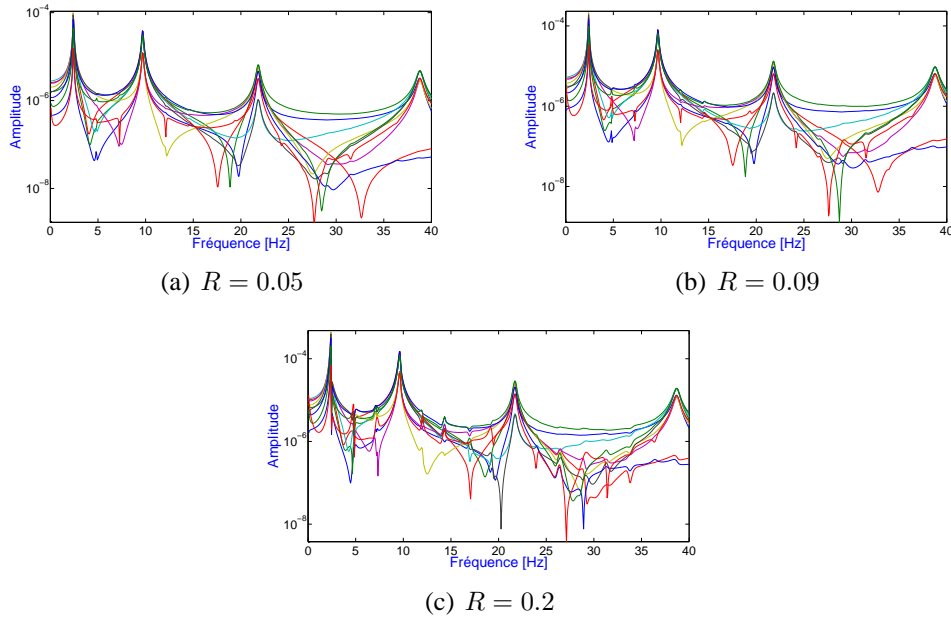 10^{-4}
10^{-6}
10^{-8}
Amplitude
0 5 10 15 20 25 30 35 40
Fréquence [Hz]
(a) R = 0.05
10^{-4}
10^{-6}
10^{-8}
Amplitude
0 5 10 15 20 25 30 35 40
Fréquence [Hz]
(b) R = 0.09
10^{-4}
10^{-6}
10^{-8}
Amplitude
0 5 10 15 20 25 30 35 40
Fréquence [Hz]
(c) R = 0.2